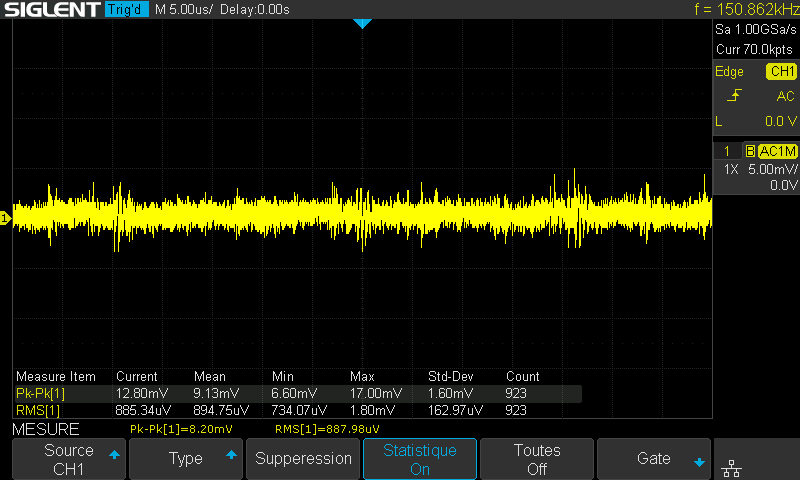 SIGLENT Trig'd M 5.00us/ Delay:0.00s f = 150.862kHz
Sa 1.00GSa/s
Curr 70.0kpts
Edge CH1
AC
L 0.0 V
1 B AC1M
1X 5.00mV/
0.0V
1
Measure Item Current Mean Min Max Std-Dev Count
Pk-Pk[1] 12.80mV 9.13mV 6.60mV 17.00mV 1.60mV 923
RMS[1] 885.34uV 894.75uV 734.07uV 1.80mV 162.97uV 923
MESURE Pk-Pk[1]=8.20mV RMS[1]=887.98uV
Source Type Supperession Statistique Toutes Gate
CH1 On Off